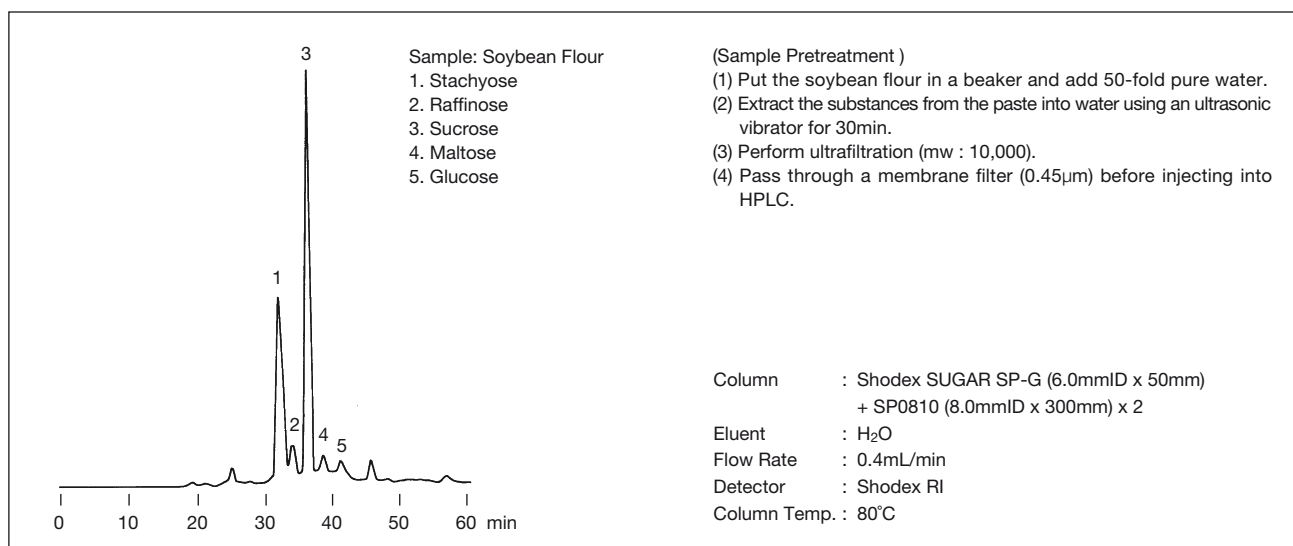 3
1
2
4
5
0 10 20 30 40 50 60 min
Sample: Soybean Flour
1. Stachyose
2. Raffinose
3. Sucrose
4. Maltose
5. Glucose
(Sample Pretreatment )
(1) Put the soybean flour in a beaker and add 50-fold pure water.
(2) Extract the substances from the paste into water using an ultrasonic
vibrator for 30min.
(3) Perform ultrafiltration (mw : 10,000).
(4) Pass through a membrane filter (0.45μm) before injecting into
HPLC.
Column : Shodex SUGAR SP-G (6.0mmID x 50mm)
+ SP0810 (8.0mmID x 300mm) x 2
Eluent : H₂O
Flow Rate : 0.4mL/min
Detector : Shodex RI
Column Temp. : 80°C